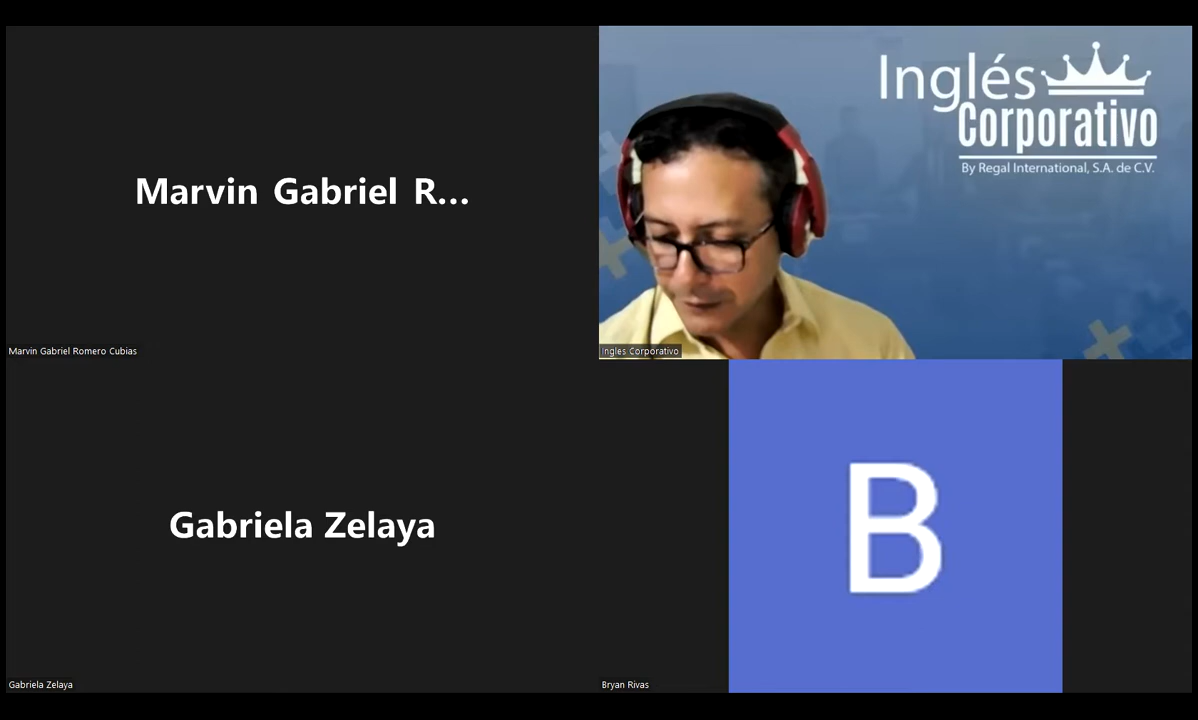 Marvin Gabriel R...
Marvin Gabriel Romero Cubias
Inglés
Corporativo
By Regal International, S.A. de C.V.
Ingles Corporativo
Gabriela Zelaya
Gabriela Zelaya
B
Bryan Rivas